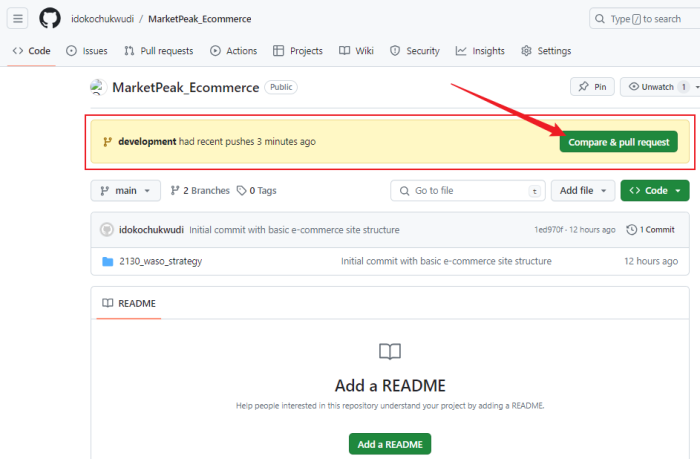 idokochukwudi / MarketPeak_Ecommerce
Type / to search
Code Issues Pull requests Actions Projects Wiki Security Insights Settings
MarketPeak_Ecommerce Public Pin Unwatch 1
development had recent pushes 3 minutes ago Compare & pull request
main 2 Branches 0 Tags Go to file t Add file Code
idokochukwudi Initial commit with basic e-commerce site structure 1ed970f · 12 hours ago 1 Commit
2130_waso_strategy Initial commit with basic e-commerce site structure 12 hours ago
README
Add a README
Help people interested in this repository understand your project by adding a README.
Add a README